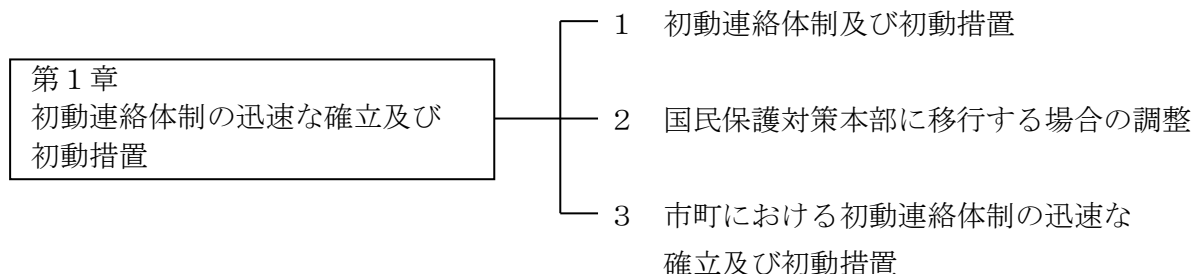 第１章
初動連絡体制の迅速な確立及び
初動措置
１　初動連絡体制及び初動措置
２　国民保護対策本部に移行する場合の調整
３　市町における初動連絡体制の迅速な
確立及び初動措置